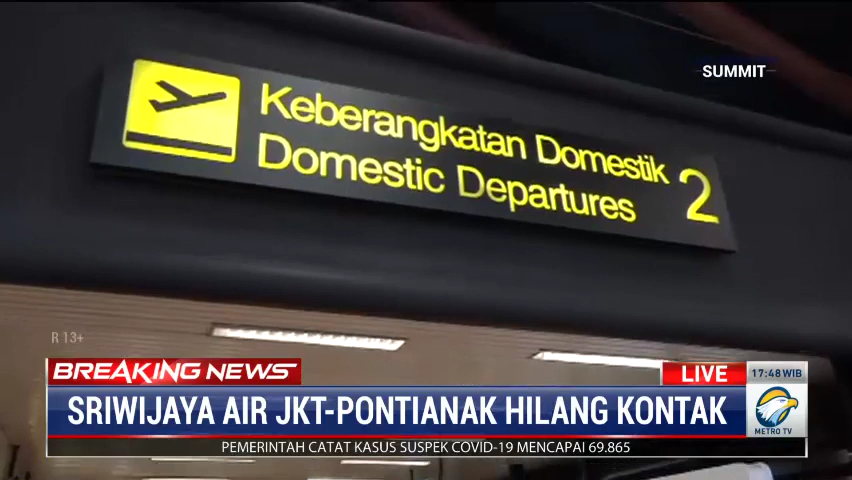 SUMMIT
Keberangkatan Domestik
Domestic Departures
2
R 13+
BREAKING NEWS
LIVE
17:48 WIB
SRIWIJAYA AIR JKT-PONTIANAK HILANG KONTAK
METRO TV
PEMERINTAH CATAT KASUS SUSPEK COVID-19 MENCAPAI 69.865